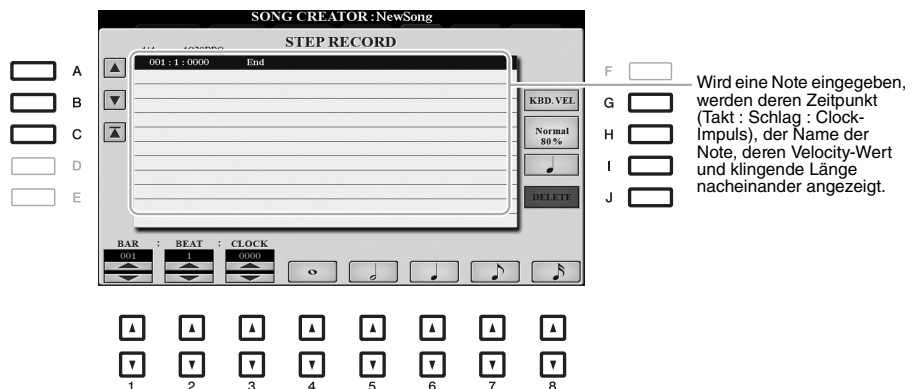 SONG CREATOR : NewSong
STEP RECORD
001 : 1 : 0000 End
A
B
C
D
E
F
G
H
I
J
KBD. VEL
Normal
80 %
DELETE
Wird eine Note eingegeben,
werden deren Zeitpunkt
(Takt : Schlag : Clock-
Impuls), der Name der
Note, deren Velocity-Wert
und klingende Länge
nacheinander angezeigt.
BAR : BEAT : CLOCK
001 1 0000
1 2 3 4 5 6 7 8